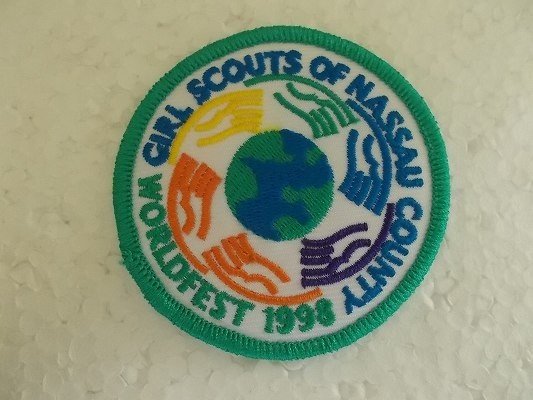 GIRL SCOUTS OF NASSAU COUNTY
WORLDFEST 1998